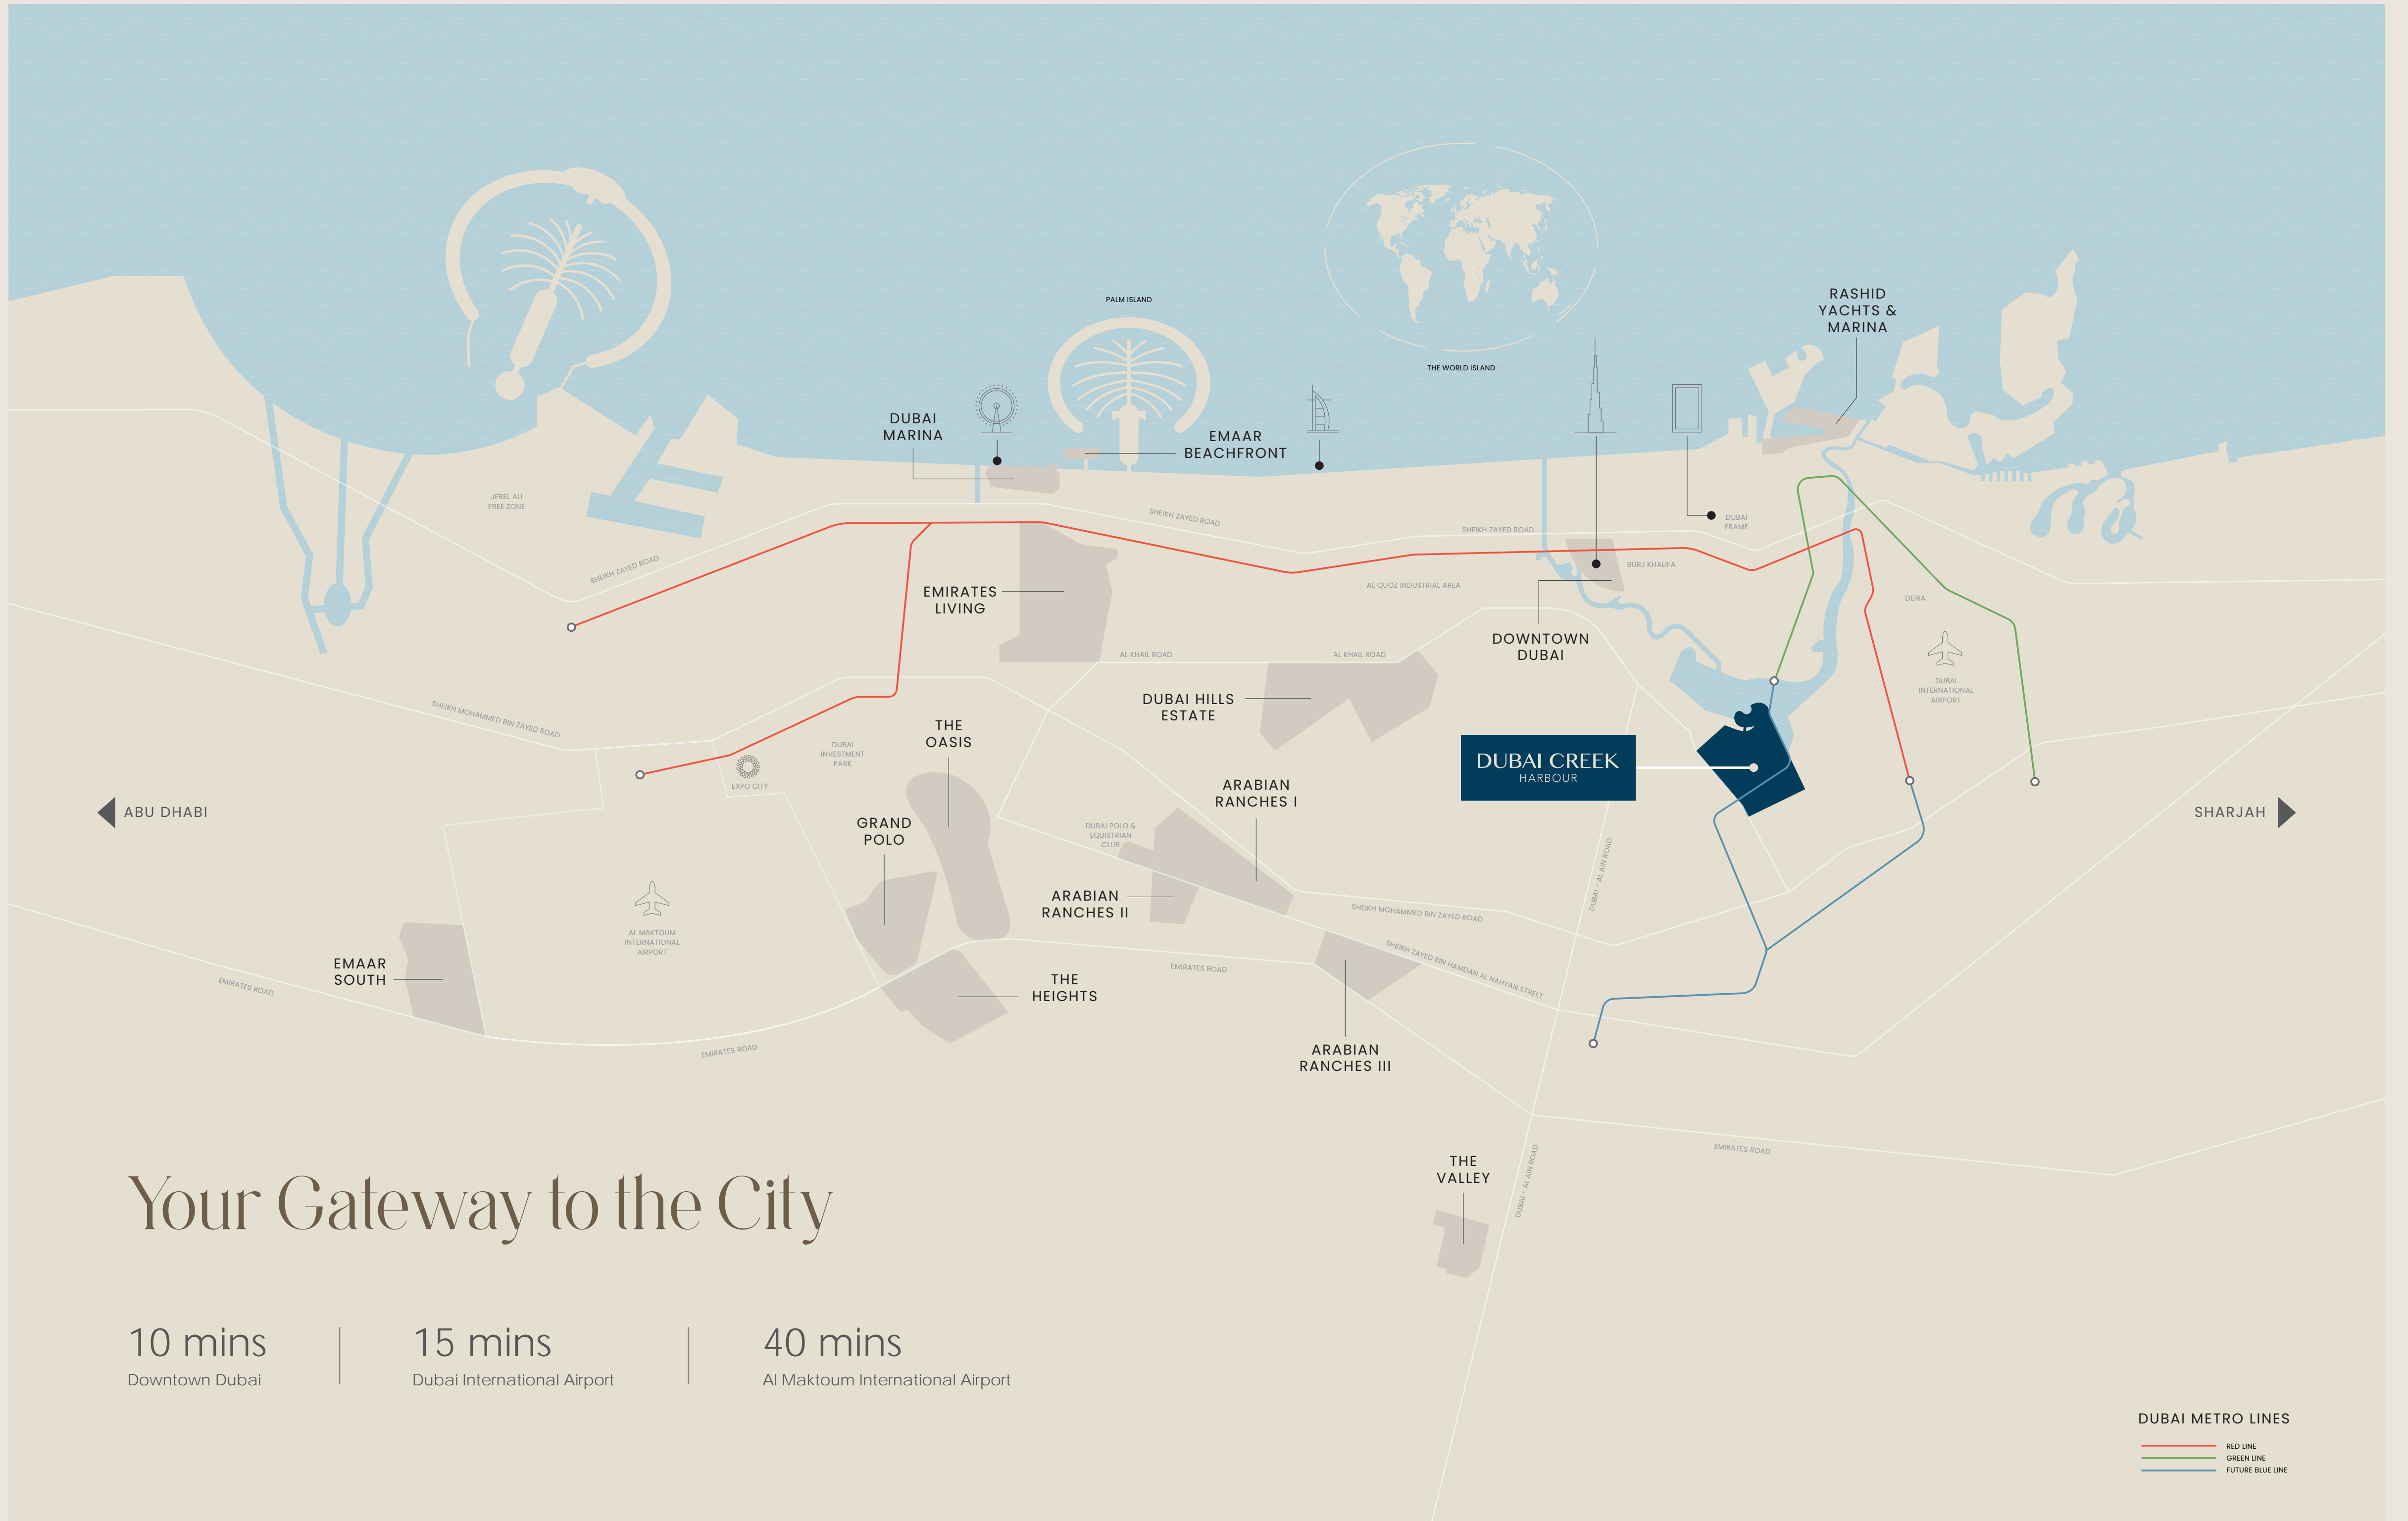 PALM ISLAND
THE WORLD ISLAND
RASHID
YACHTS &
MARINA
DUBAI
MARINA
EMAAR
BEACHFRONT
JEBEL ALI
FREE ZONE
SHEIKH ZAYED ROAD
SHEIKH ZAYED ROAD
SHEIKH ZAYED ROAD
DUBAI
FRAME
BURJ KHALIFA
AL QUOZ INDUSTRIAL AREA
EMIRATES
LIVING
DEIRA
DOWNTOWN
DUBAI
AL KHAIL ROAD
AL KHAIL ROAD
DUBAI
INTERNATIONAL
AIRPORT
DUBAI HILLS
ESTATE
SHEIKH MOHAMMED BIN ZAYED ROAD
THE
OASIS
DUBAI
INVESTMENT
PARK
EXPO CITY
DUBAI CREEK
HARBOUR
ARABIAN
RANCHES I
ABU DHABI
SHARJAH
GRAND
POLO
DUBAI POLO &
EQUISTRIAN
CLUB
DUBAI - AL AIN ROAD
ARABIAN
RANCHES II
SHEIKH MOHAMMED BIN ZAYED ROAD
AL MAKTOUM
INTERNATIONAL
AIRPORT
SHEIKH ZAYED BIN HAMDAN AL NAHYAN STREET
EMAAR
SOUTH
EMIRATES ROAD
EMIRATES ROAD
THE
HEIGHTS
EMIRATES ROAD
ARABIAN
RANCHES III
EMIRATES ROAD
THE
VALLEY
DUBAI - AL AIN ROAD
Your Gateway to the City
10 mins
Downtown Dubai
15 mins
Dubai International Airport
40 mins
Al Maktoum International Airport
DUBAI METRO LINES
RED LINE
GREEN LINE
FUTURE BLUE LINE